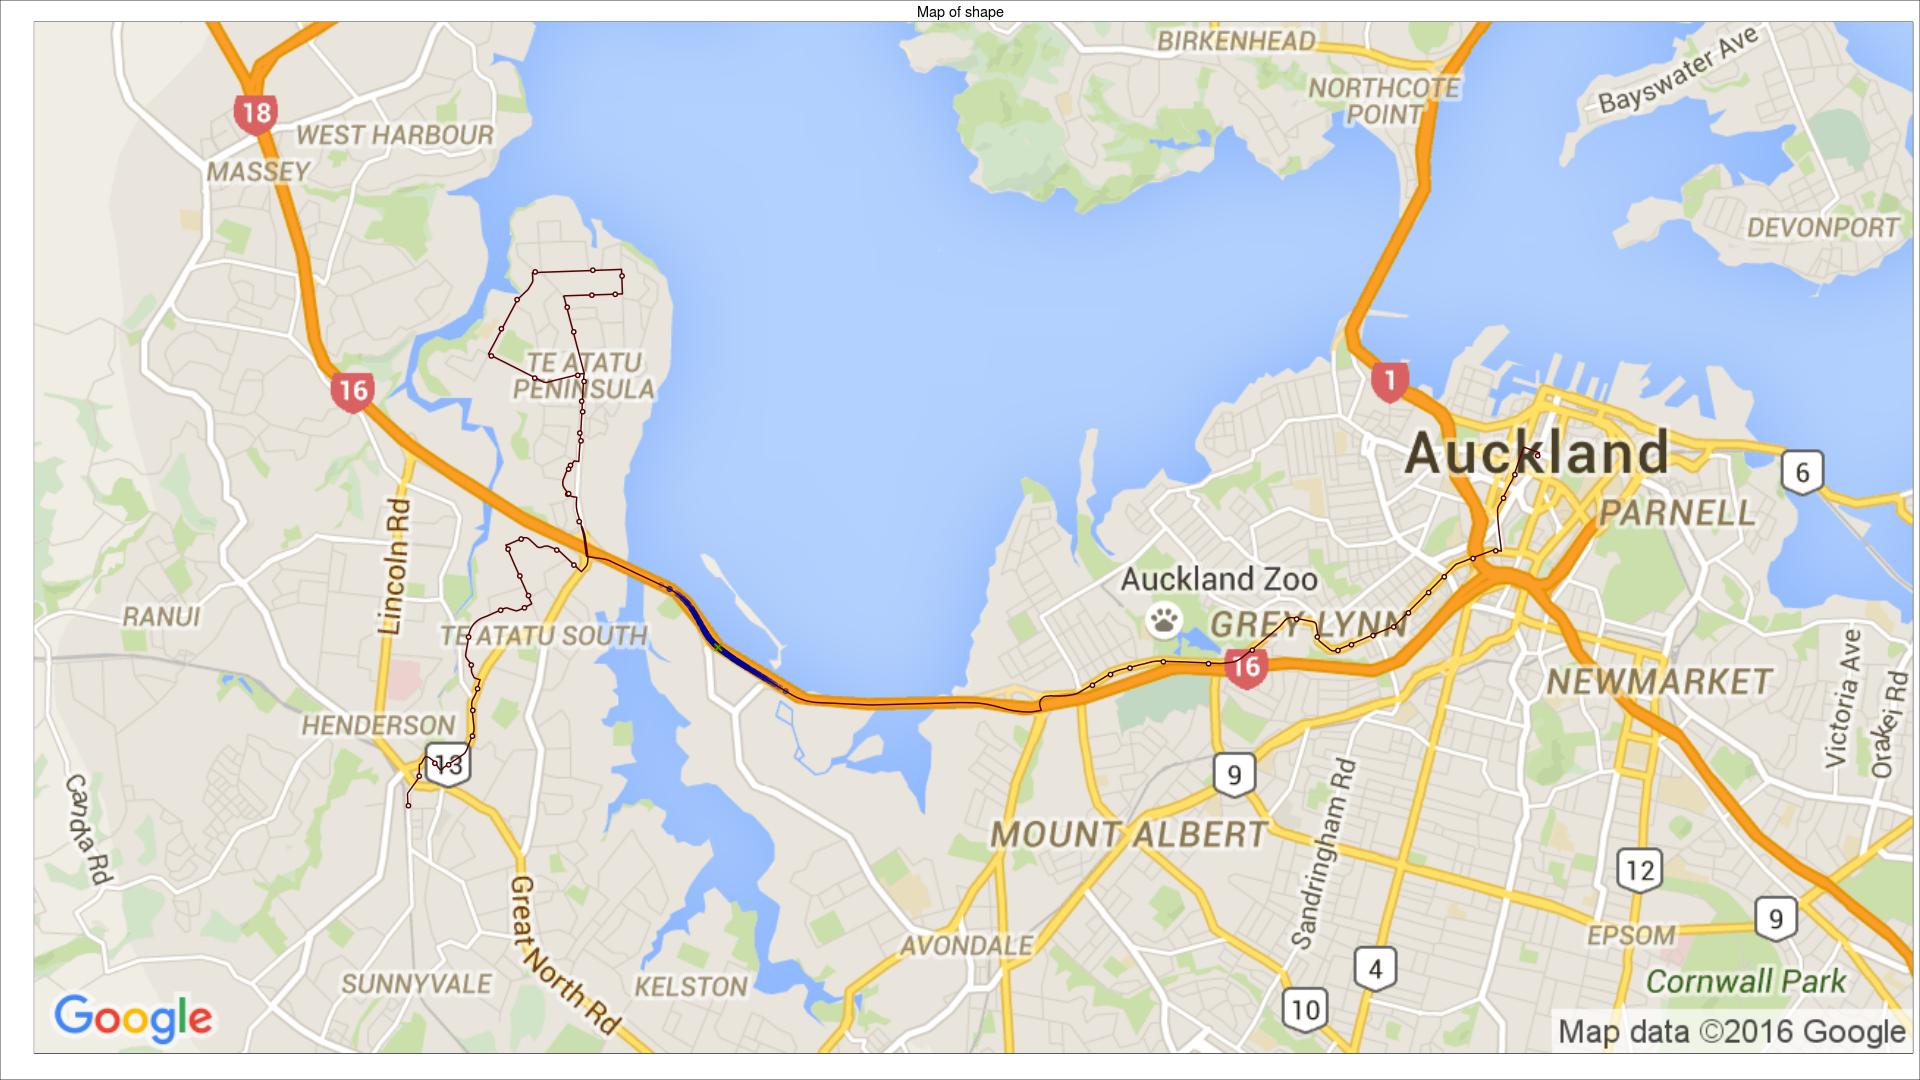 Map of shape
BIRKENHEAD
Bayswater Ave
NORTHCOTE
POINT
18
WEST HARBOUR
MASSEY
DEVONPORT
TE ATATU
PENINSULA
16
1
Auckland
6
PARNELL
Lincoln Rd
Auckland Zoo
RANUI
GREY LYNN
TE ATATU SOUTH
16
NEWMARKET
Victoria Ave
Orakei Rd
HENDERSON
13
9
Candia Rd
MOUNT ALBERT
Sandringham Rd
12
Great North Rd
9
EPSOM
AVONDALE
4
SUNNYVALE
KELSTON
Cornwall Park
10
Google
Map data ©2016 Google